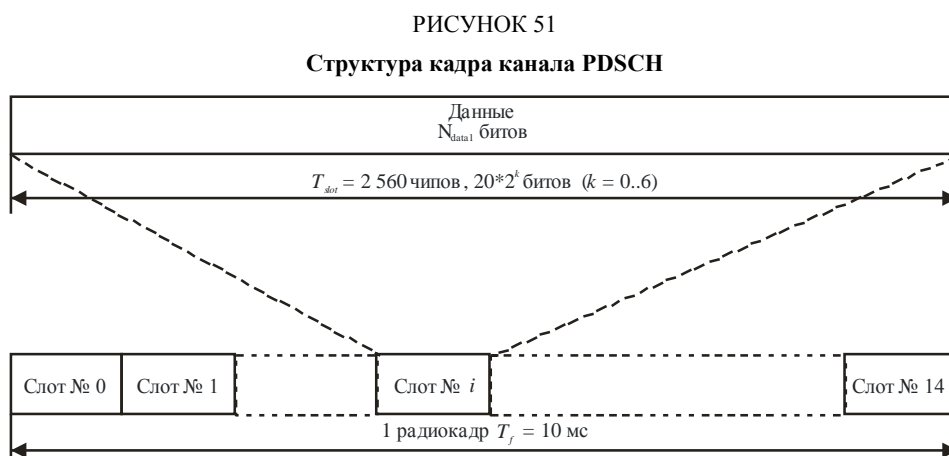 РИСУНОК 51
Структура кадра канала PDSCH
Данные
N_data1 битов
T_slot = 2 560 чипов, 20*2^k битов (k = 0..6)
Слот № 0 Слот № 1 Слот № i Слот № 14
1 радиокадр T_f = 10 мс